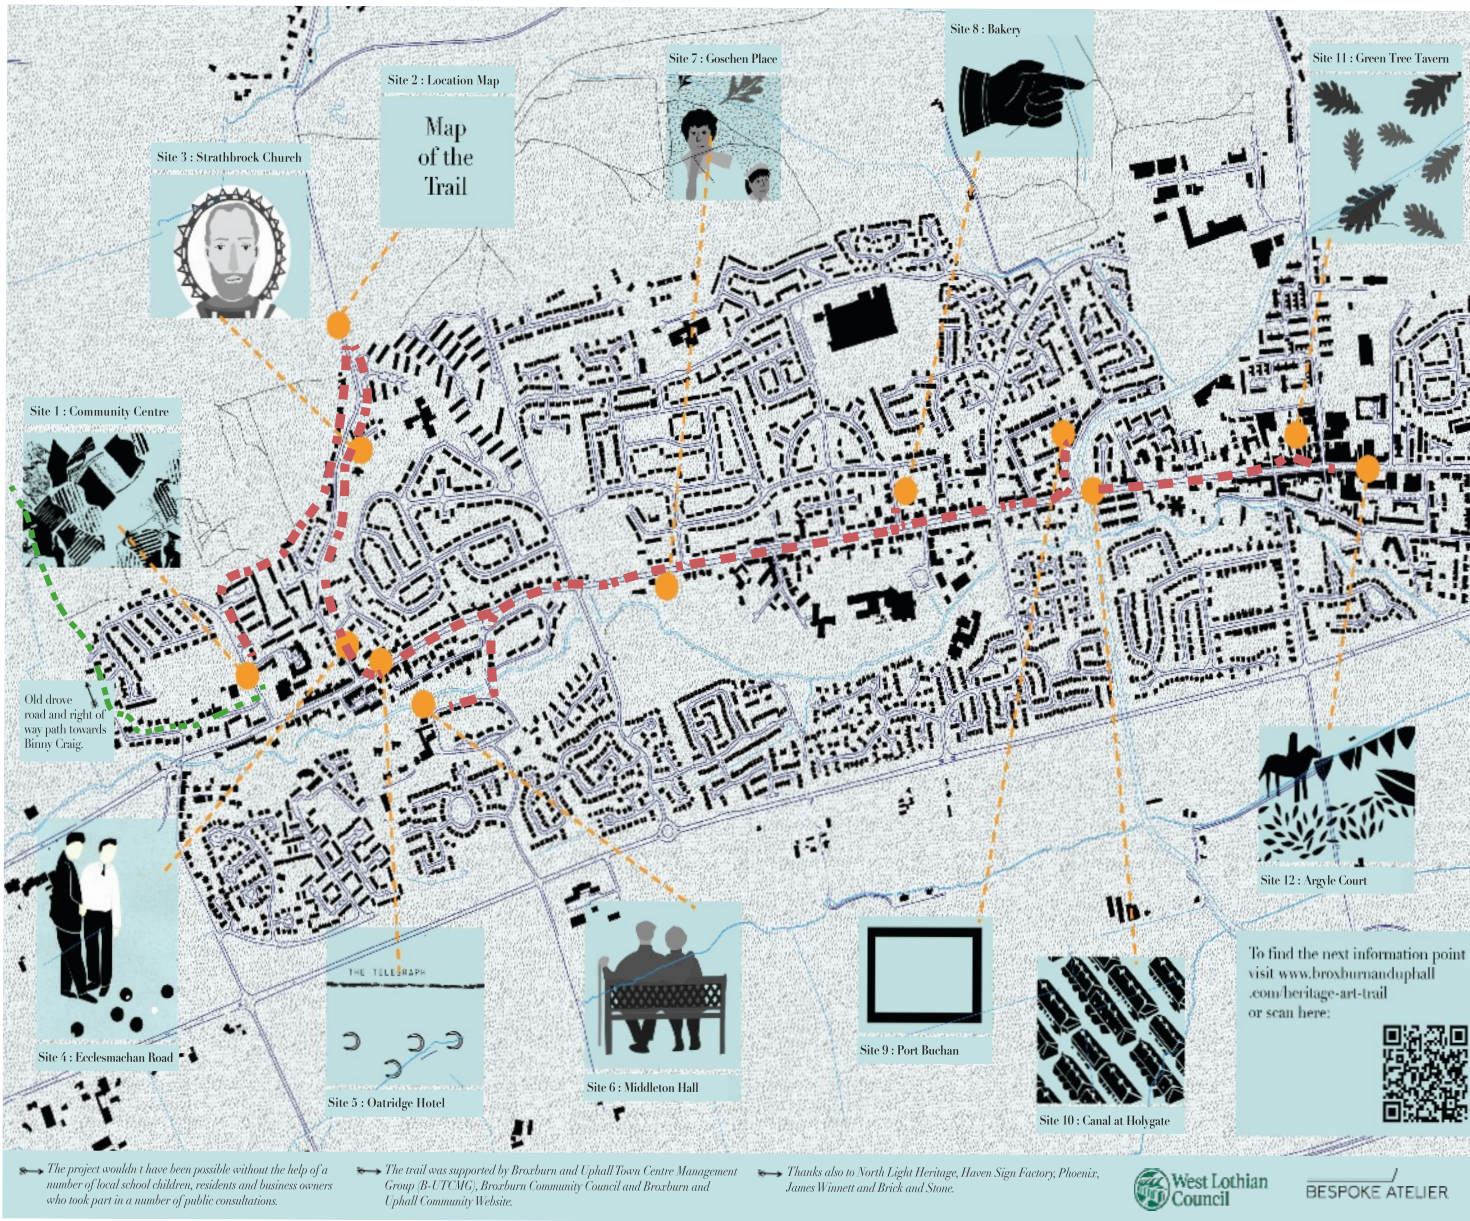 Site 8 : Bakery
Site 7 : Goschen Place
Site 11 : Green Tree Tavern
Site 2 : Location Map
Map
of the
Trail
Site 3 : Strathbrock Church
Site 1 : Community Centre
Old drove
road and right of
way path towards
Binny Craig.
Site 12 : Argyle Court
THE TELEGRAPH
To find the next information point
visit www.broxburnanduphall
.com/heritage-art-trail
or scan here:
Site 4 : Ecclesmachan Road
Site 9 : Port Buchan
Site 6 : Middleton Hall
Site 5 : Oatridge Hotel
Site 10 : Canal at Holygate
The project wouldn t have been possible without the help of a
number of local school children, residents and business owners
who took part in a number of public consultations.
The trail was supported by Broxburn and Uphall Town Centre Management
Group (B-UTCMG), Broxburn Community Council and Broxburn and
Uphall Community Website.
Thanks also to North Light Heritage, Haven Sign Factory, Phoenix,
James Winnett and Brick and Stone.
West Lothian
Council
BESPOKE ATELIER